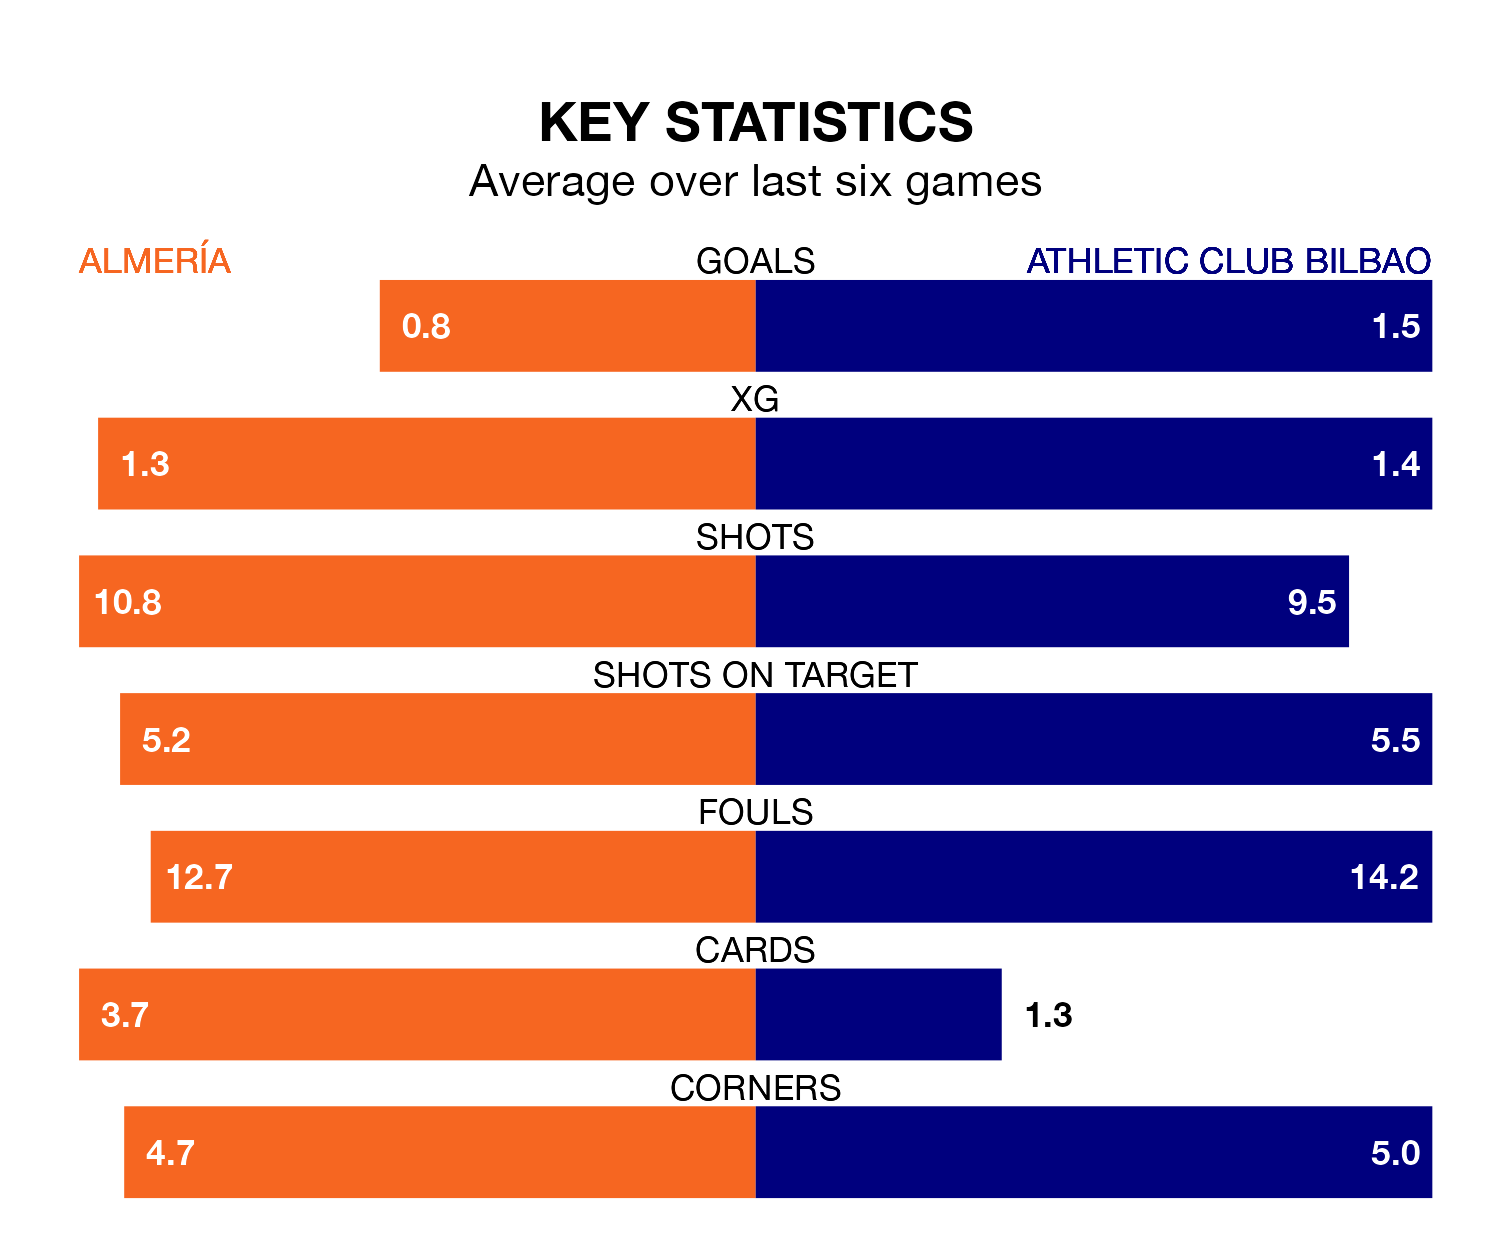 KEY STATISTICS
Average over last six games
ALMERÍA GOALS ATHLETIC CLUB BILBAO
0.8 1.5
XG
1.3 1.4
SHOTS
10.8 9.5
SHOTS ON TARGET
5.2 5.5
FOULS
12.7 14.2
CARDS
3.7 1.3
CORNERS
4.7 5.0